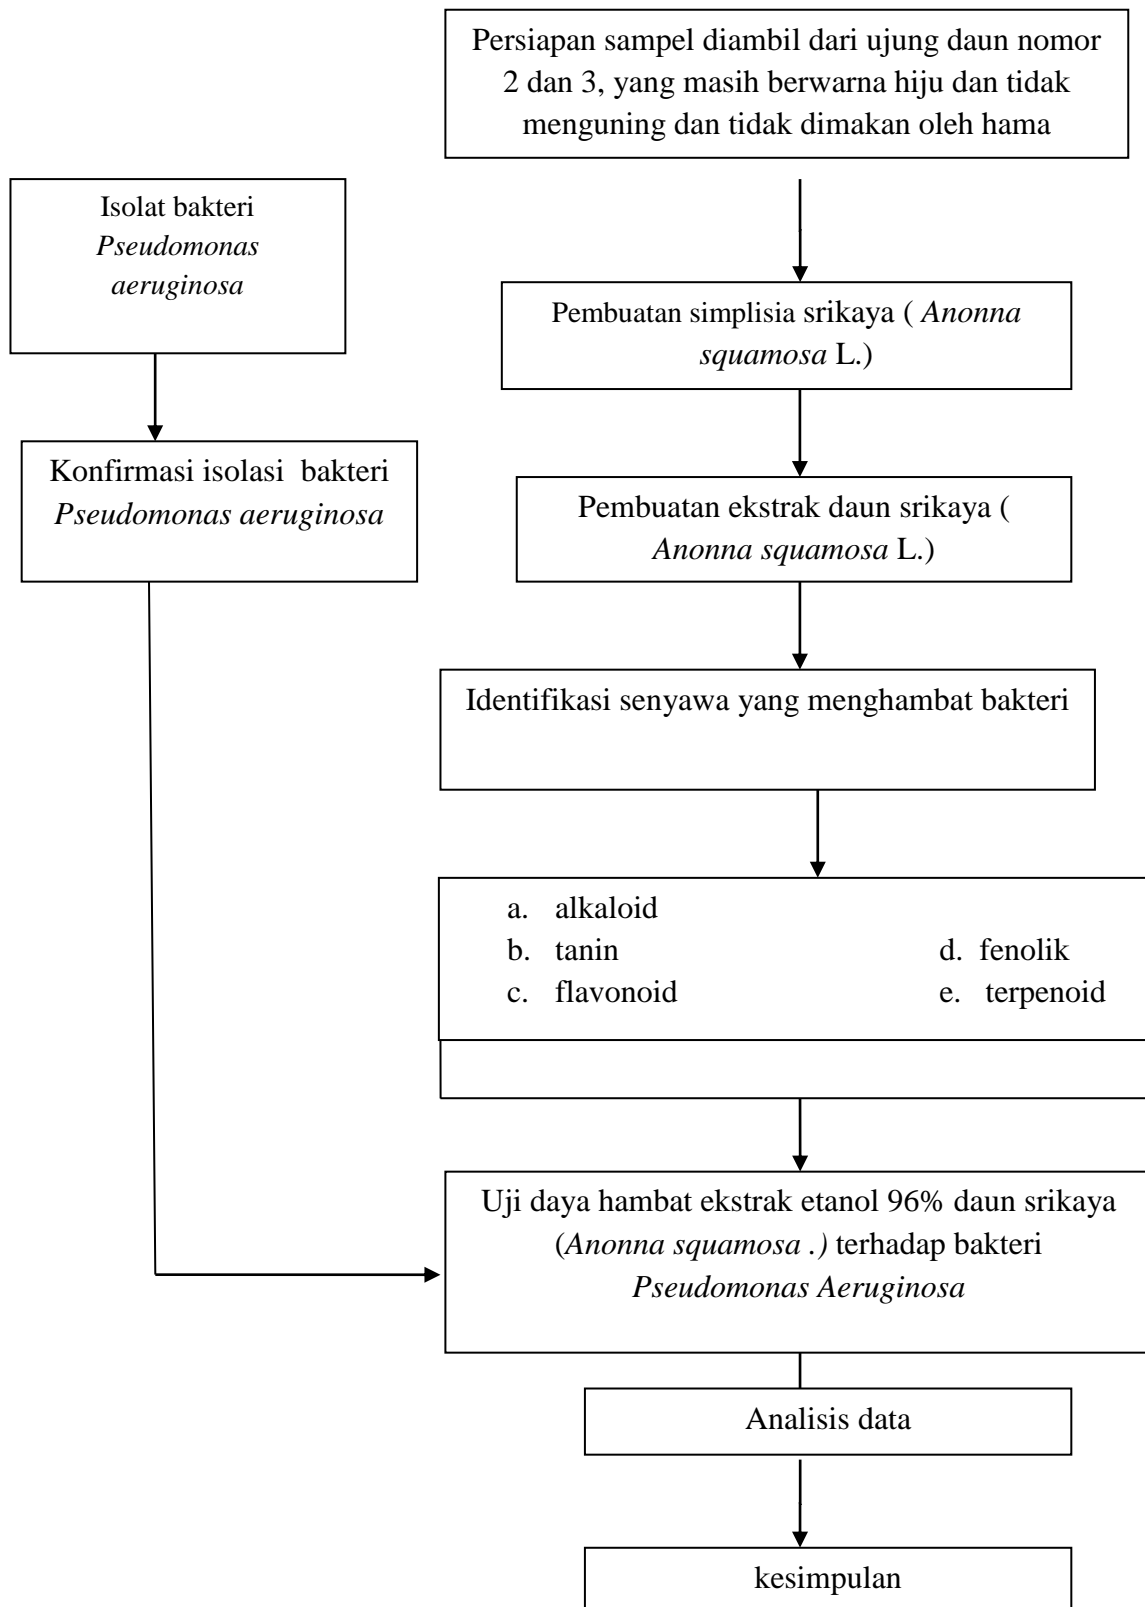 Persiapan sampel diambil dari ujung daun nomor
2 dan 3, yang masih berwarna hiju dan tidak
menguning dan tidak dimakan oleh hama
Isolat bakteri
Pseudomonas
aeruginosa
Pembuatan simplisia srikaya ( Anonna
squamosa L.)
Konfirmasi isolasi bakteri
Pseudomonas aeruginosa
Pembuatan ekstrak daun srikaya (
Anonna squamosa L.)
Identifikasi senyawa yang menghambat bakteri
a. alkaloid
b. tanin
d. fenolik
c. flavonoid
e. terpenoid
Uji daya hambat ekstrak etanol 96% daun srikaya
(Anonna squamosa .) terhadap bakteri
Pseudomonas Aeruginosa
Analisis data
kesimpulan